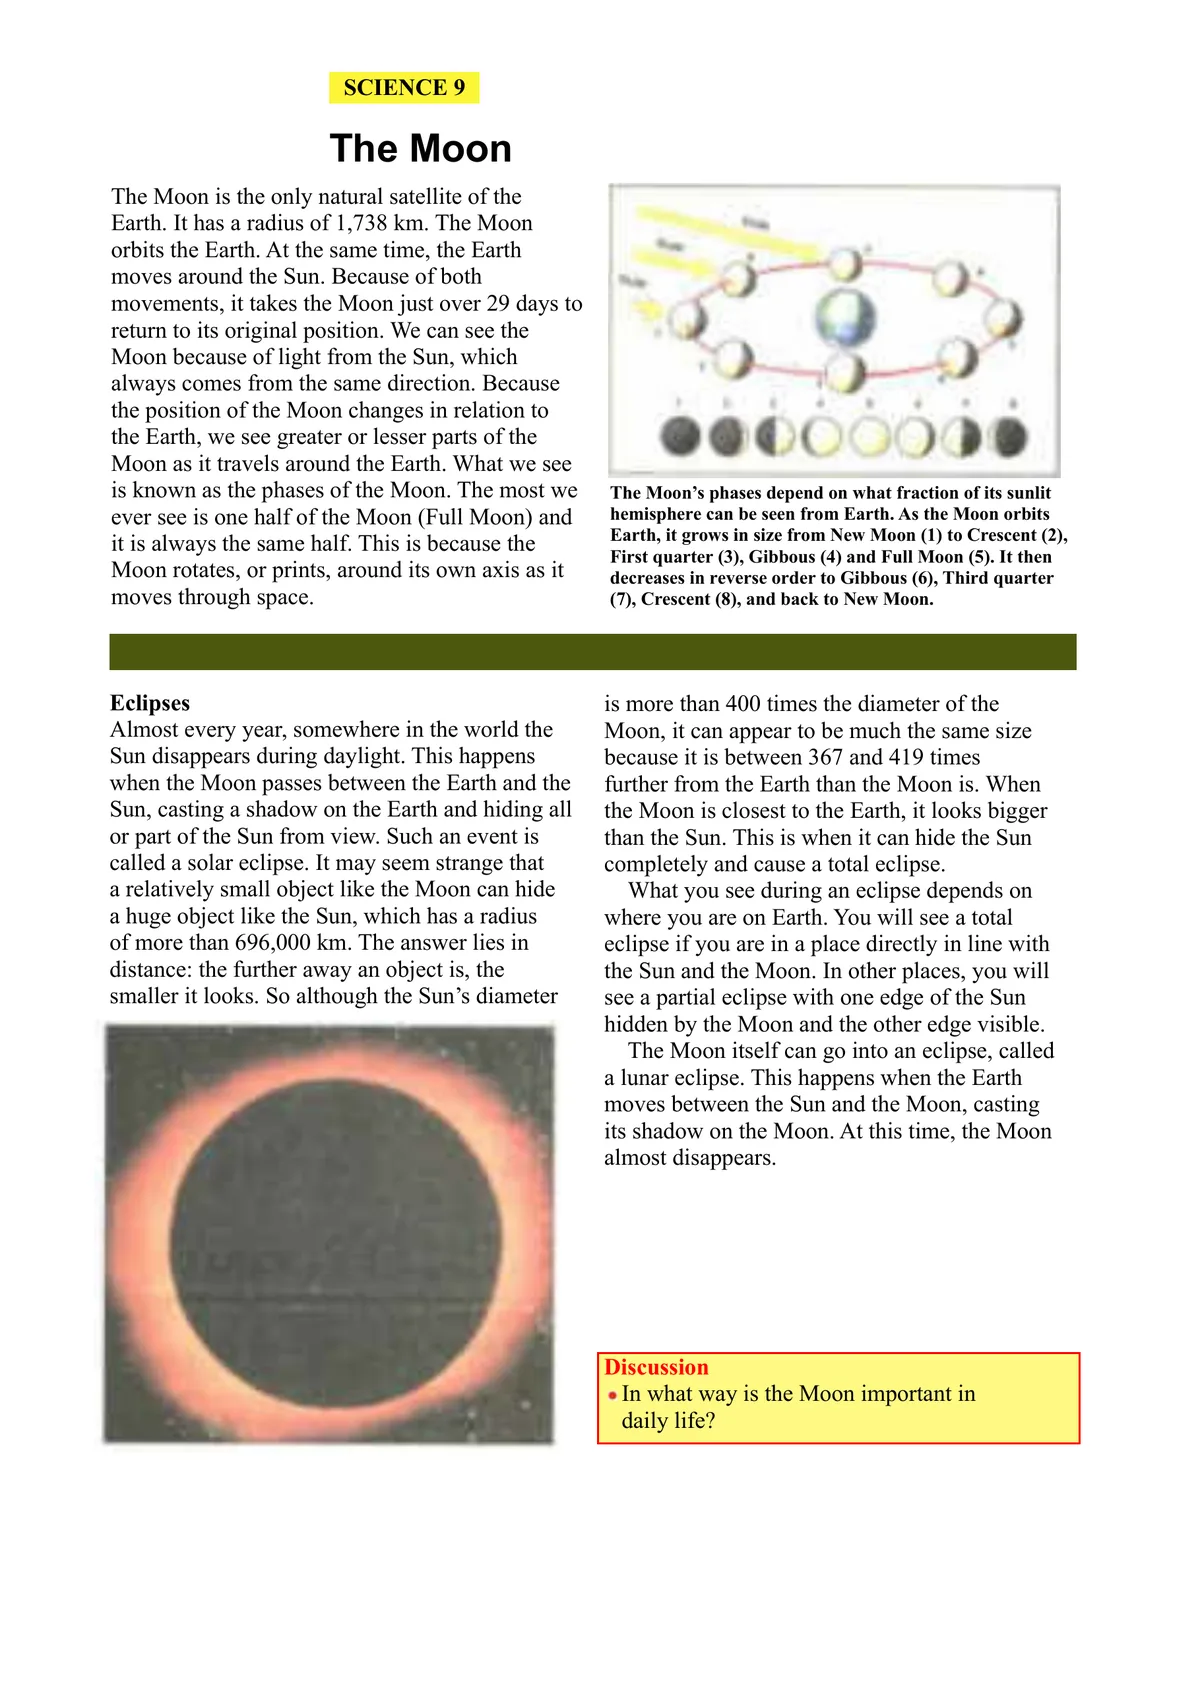 SCIENCE 9
The Moon
The Moon is the only natural satellite of the
Earth. It has a radius of 1,738 km. The Moon
orbits the Earth. At the same time, the Earth
moves around the Sun. Because of both
movements, it takes the Moon just over 29 days to
return to its original position. We can see the
Moon because of light from the Sun, which
always comes from the same direction. Because
the position of the Moon changes in relation to
the Earth, we see greater or lesser parts of the
Moon as it travels around the Earth. What we see
is known as the phases of the Moon. The most we
ever see is one half of the Moon (Full Moon) and
it is always the same half. This is because the
Moon rotates, or prints, around its own axis as it
moves through space.
The Moon’s phases depend on what fraction of its sunlit
hemisphere can be seen from Earth. As the Moon orbits
Earth, it grows in size from New Moon (1) to Crescent (2),
First quarter (3), Gibbous (4) and Full Moon (5). It then
decreases in reverse order to Gibbous (6), Third quarter
(7), Crescent (8), and back to New Moon.
Eclipses
Almost every year, somewhere in the world the
Sun disappears during daylight. This happens
when the Moon passes between the Earth and the
Sun, casting a shadow on the Earth and hiding all
or part of the Sun from view. Such an event is
called a solar eclipse. It may seem strange that
a relatively small object like the Moon can hide
a huge object like the Sun, which has a radius
of more than 696,000 km. The answer lies in
distance: the further away an object is, the
smaller it looks. So although the Sun’s diameter
is more than 400 times the diameter of the
Moon, it can appear to be much the same size
because it is between 367 and 419 times
further from the Earth than the Moon is. When
the Moon is closest to the Earth, it looks bigger
than the Sun. This is when it can hide the Sun
completely and cause a total eclipse.
What you see during an eclipse depends on
where you are on Earth. You will see a total
eclipse if you are in a place directly in line with
the Sun and the Moon. In other places, you will
see a partial eclipse with one edge of the Sun
hidden by the Moon and the other edge visible.
The Moon itself can go into an eclipse, called
a lunar eclipse. This happens when the Earth
moves between the Sun and the Moon, casting
its shadow on the Moon. At this time, the Moon
almost disappears.
Discussion
• In what way is the Moon important in
daily life?